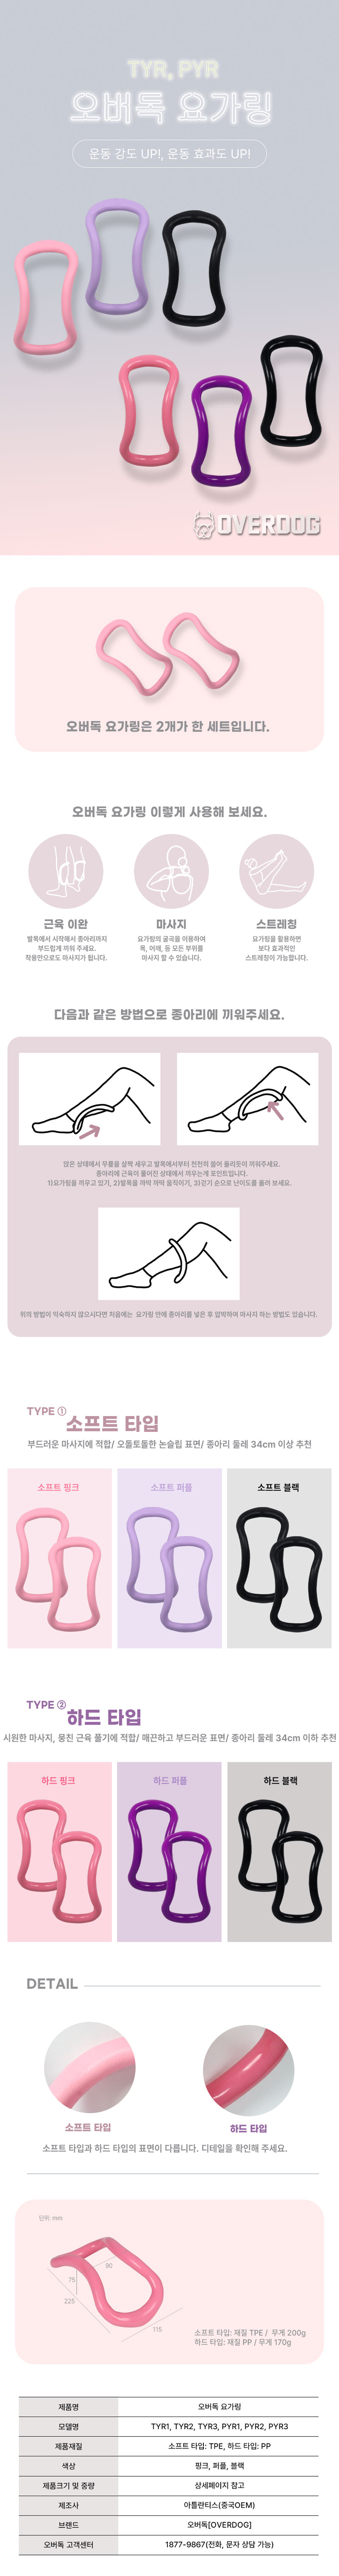 TYR, PYR
오버독 요가링
운동 강도 UP!, 운동 효과도 UP!
OVERDOG
오버독 요가링은 2개가 한 세트입니다.
오버독 요가링 이렇게 사용해 보세요.
근육 이완
발목에서 시작해서 종아리까지
부드럽게 끼워 주세요.
착용만으로도 마사지가 됩니다.
마사지
요가링의 굴곡을 이용하여
목, 어깨, 등 모든 부위를
마사지 할 수 있습니다.
스트레칭
요가링을 활용하면
보다 효과적인
스트레칭이 가능합니다.
다음과 같은 방법으로 종아리에 끼워주세요.
앉은 상태에서 무릎을 살짝 세우고 발목에서부터 천천히 쓸어 올리듯이 끼워주세요.
종아리에 근육이 풀어진 상태에서 끼우는게 포인트입니다.
1)요가링을 끼우고 있기, 2)발목을 까딱 까딱 움직이기, 3)걷기 순으로 난이도를 올려 보세요.
위의 방법이 익숙하지 않으시다면 처음에는 요가링 안에 종아리를 넣은 후 압박하여 마사지 하는 방법도 있습니다.
TYPE ①
소프트 타입
부드러운 마사지에 적합/ 오돌토돌한 논슬립 표면/ 종아리 둘레 34cm 이상 추천
소프트 핑크
소프트 퍼플
소프트 블랙
TYPE ②
하드 타입
시원한 마사지, 뭉친 근육 풀기에 적합/ 매끈하고 부드러운 표면/ 종아리 둘레 34cm 이하 추천
하드 핑크
하드 퍼플
하드 블랙
DETAIL
소프트 타입
하드 타입
소프트 타입과 하드 타입의 표면이 다릅니다. 디테일을 확인해 주세요.
단위: mm
90
75
225
115
소프트 타입: 재질 TPE / 무게 200g
하드 타입: 재질 PP / 무게 170g
제품명 오버독 요가링
모델명 TYR1, TYR2, TYR3, PYR1, PYR2, PYR3
제품재질 소프트 타입: TPE, 하드 타입: PP
색상 핑크, 퍼플, 블랙
제품크기 및 중량 상세페이지 참고
제조사 아틀란티스(중국OEM)
브랜드 오버독[OVERDOG]
오버독 고객센터 1877-9867(전화, 문자 상담 가능)